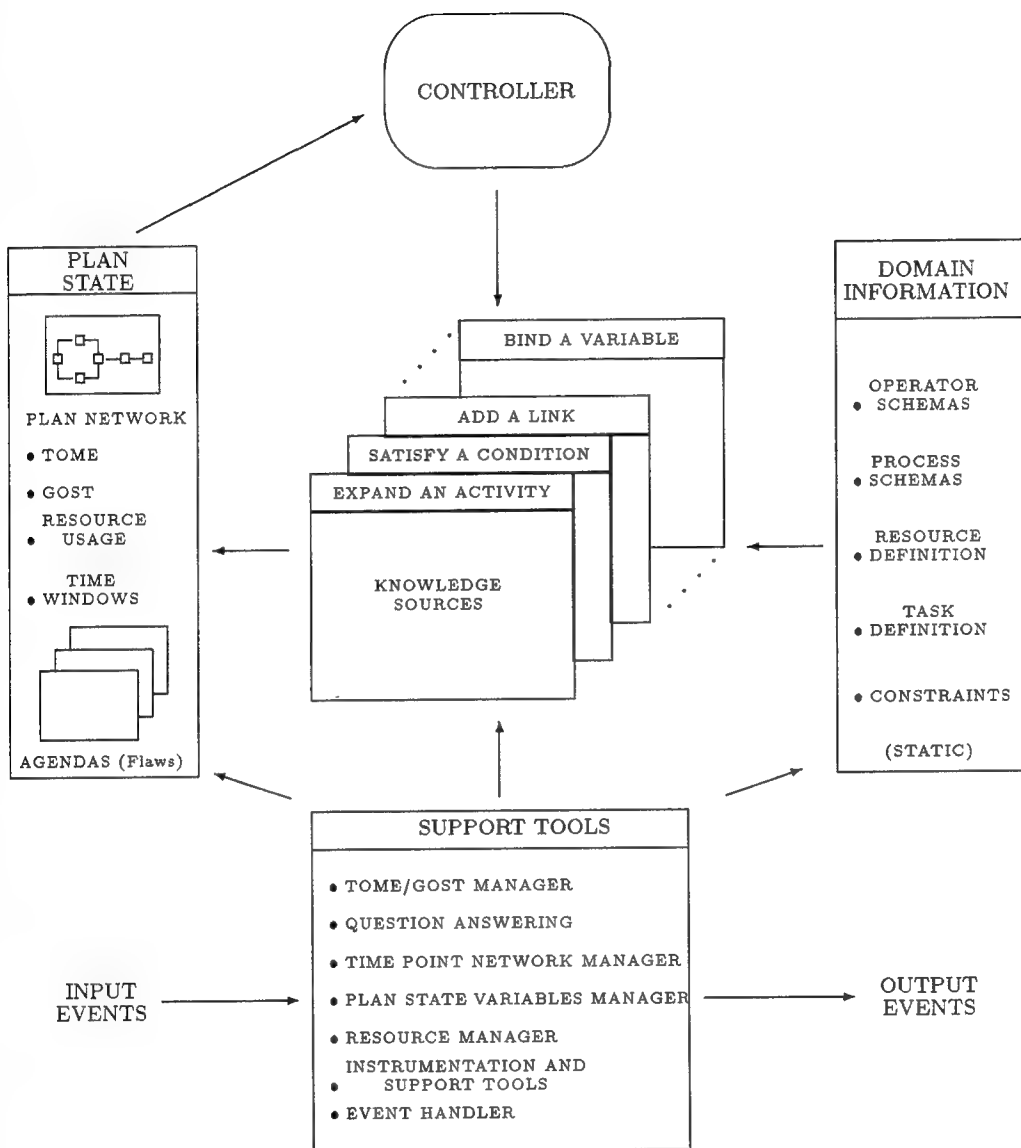 CONTROLLER
PLAN
STATE
PLAN NETWORK
• TOME
• GOST
RESOURCE
• USAGE
TIME
• WINDOWS
AGENDAS (Flaws)
BIND A VARIABLE
ADD A LINK
SATISFY A CONDITION
EXPAND AN ACTIVITY
KNOWLEDGE
SOURCES
DOMAIN
INFORMATION
OPERATOR
• SCHEMAS
PROCESS
• SCHEMAS
RESOURCE
• DEFINITION
TASK
• DEFINITION
• CONSTRAINTS
(STATIC)
SUPPORT TOOLS
• TOME/GOST MANAGER
• QUESTION ANSWERING
• TIME POINT NETWORK MANAGER
• PLAN STATE VARIABLES MANAGER
• RESOURCE MANAGER
INSTRUMENTATION AND
• SUPPORT TOOLS
• EVENT HANDLER
INPUT
EVENTS
OUTPUT
EVENTS